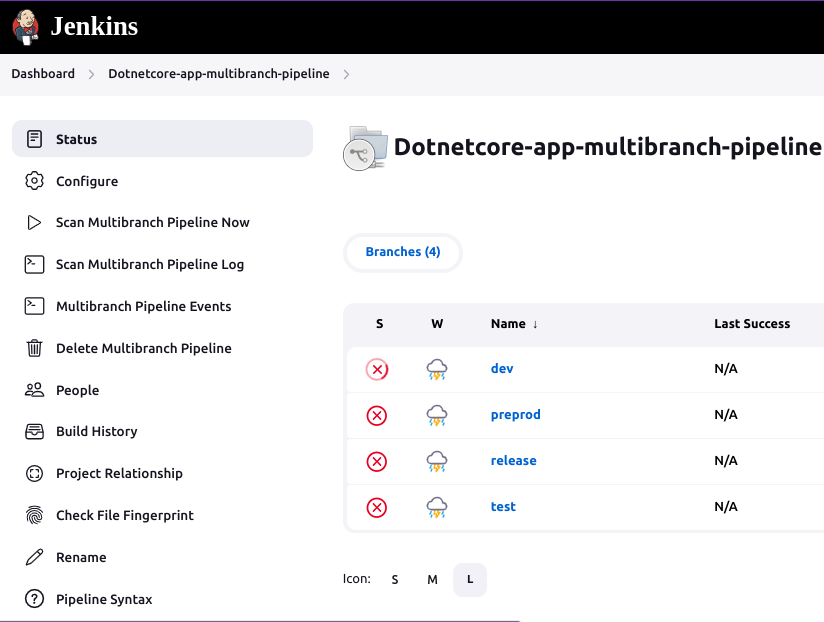 Jenkins
Dashboard
Dotnetcore-app-multibranch-pipeline
Status
Configure
Scan Multibranch Pipeline Now
Scan Multibranch Pipeline Log
Multibranch Pipeline Events
Delete Multibranch Pipeline
People
Build History
Project Relationship
Check File Fingerprint
Rename
Pipeline Syntax
Dotnetcore-app-multibranch-pipeline
Branches (4)
S W Name ↓ Last Success
dev N/A
preprod N/A
release N/A
test N/A
Icon: S M L